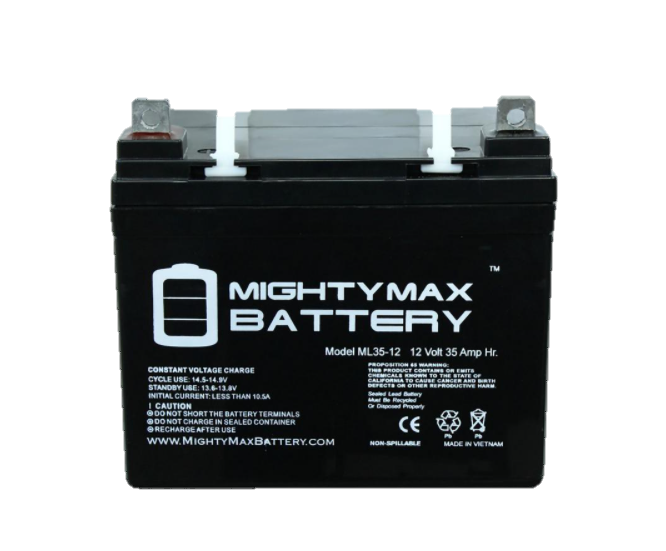 ™
MIGHTYMAX
BATTERY
Model ML35-12 12 Volt 35 Amp Hr.
CONSTANT VOLTAGE CHARGE
CYCLE USE: 14.5-14.9V
STANDBY USE: 13.6-13.8V
INITIAL CURRENT: LESS THAN 10.5A
! CAUTION
DO NOT SHORT THE BATTERY TERMINALS
DO NOT CHARGE IN SEALED CONTAINER
RECHARGE AFTER USE
WWW.MIGHTYMAXBATTERY.COM
PROPOSITION 65 WARNING:
THIS PRODUCT CONTAINS OR EMITS
CHEMICALS KNOWN TO THE STATE OF
CALIFORNIA TO CAUSE CANCER AND BIRTH
DEFECTS OR OTHER REPRODUCTIVE HARM.
Sealed Lead Battery
Must Be Recycled
Or Disposed Properly
CE
Pb Pb
NON-SPILLABLE MADE IN VIETNAM